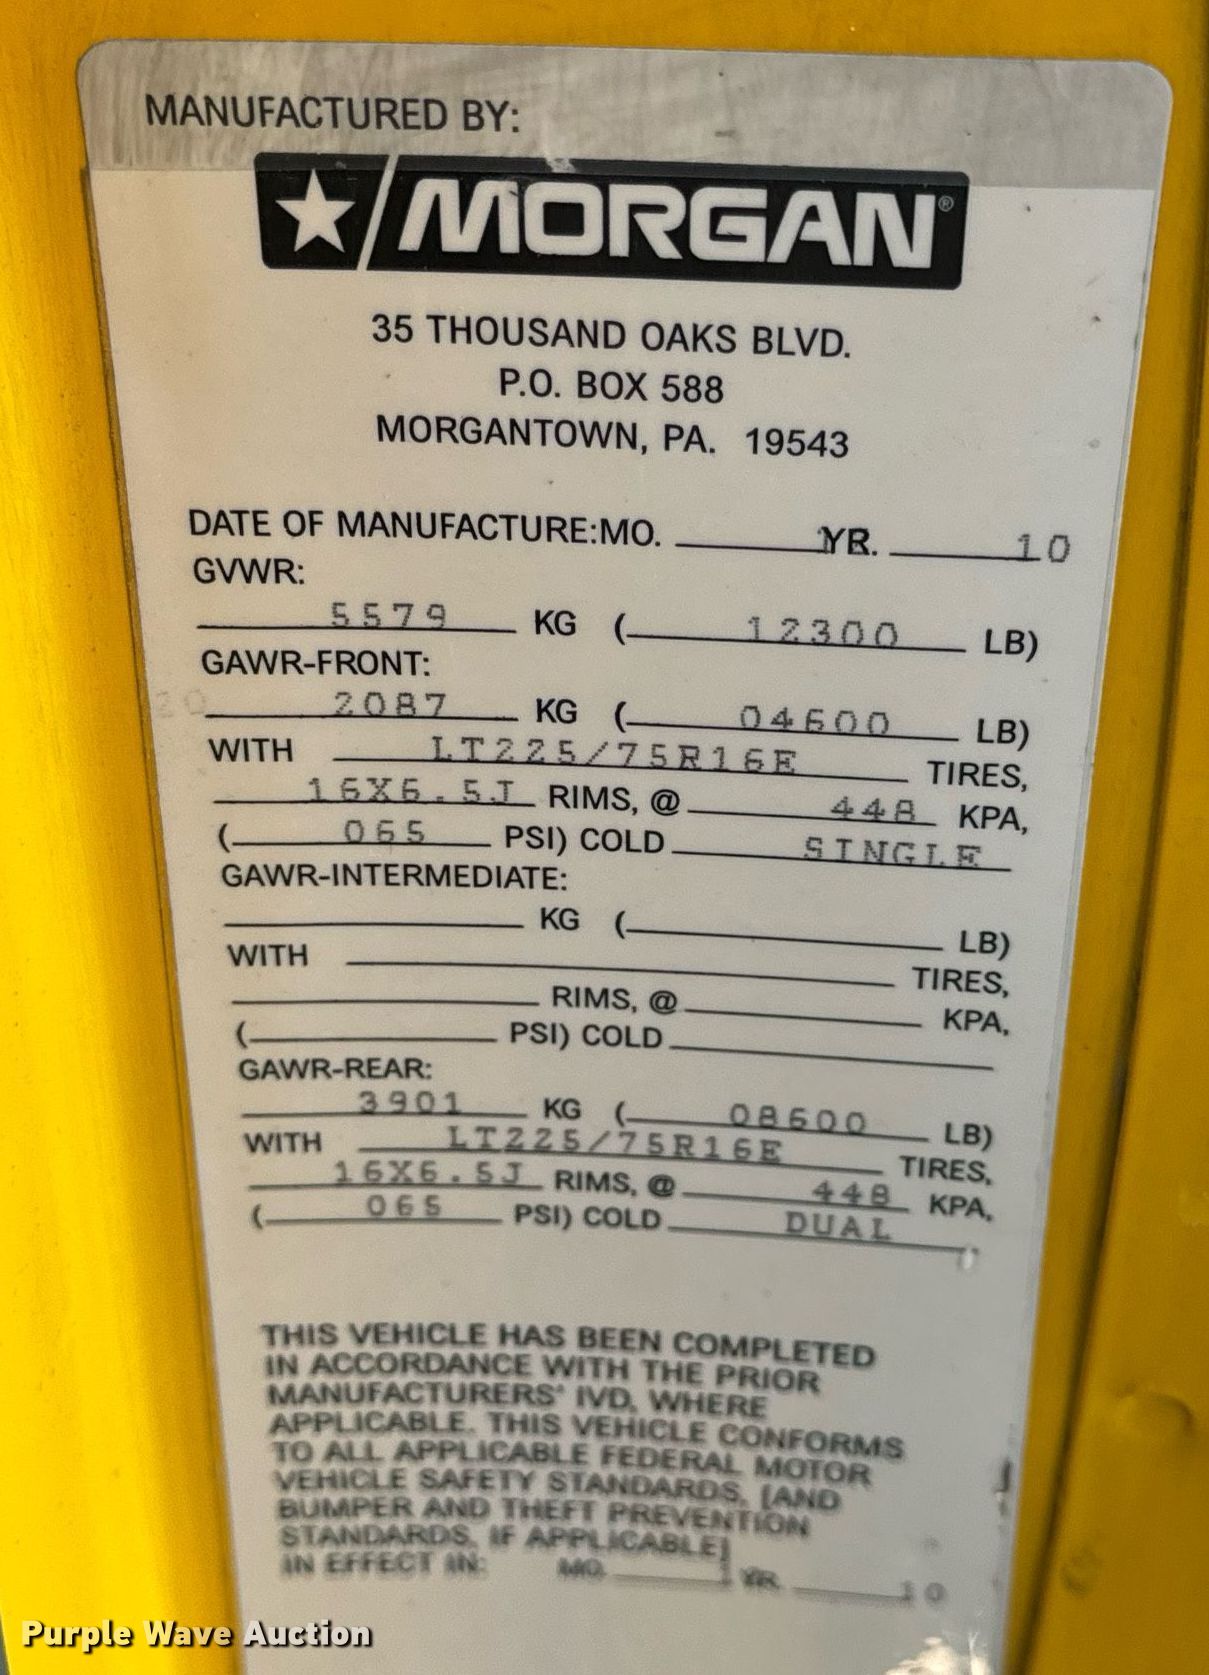 MANUFACTURED BY:
MORGAN®
35 THOUSAND OAKS BLVD.
P.O. BOX 588
MORGANTOWN, PA. 19543
DATE OF MANUFACTURE:MO. 1 YR. 10
GVWR:
5579 KG ( 12300 LB)
GAWR-FRONT:
20 2087 KG ( 04600 LB)
WITH LT225/75R16E TIRES,
16X6.5J RIMS, @ 448 KPA,
( 065 PSI) COLD SINGLE
GAWR-INTERMEDIATE:
KG ( LB)
WITH TIRES,
RIMS, @ KPA,
( PSI) COLD
GAWR-REAR:
3901 KG ( 08600 LB)
WITH LT225/75R16E TIRES,
16X6.5J RIMS, @ 448 KPA,
( 065 PSI) COLD DUAL
THIS VEHICLE HAS BEEN COMPLETED
IN ACCORDANCE WITH THE PRIOR
MANUFACTURERS' IVD, WHERE
APPLICABLE. THIS VEHICLE CONFORMS
TO ALL APPLICABLE FEDERAL MOTOR
VEHICLE SAFETY STANDARDS, [AND
BUMPER AND THEFT PREVENTION
STANDARDS, IF APPLICABLE]
IN EFFECT IN: MO. 1 YR. 10
Purple Wave Auction